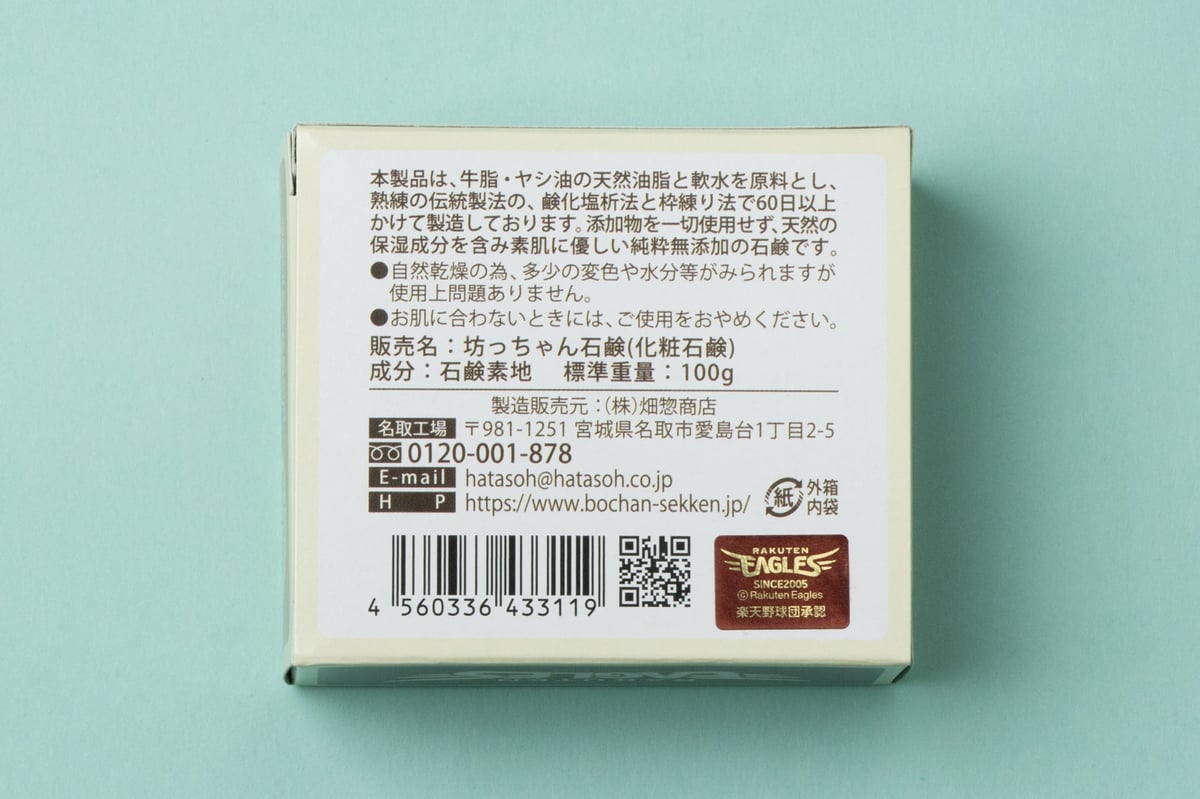 本製品は、牛脂・ヤシ油の天然油脂と軟水を原料とし、
熟練の伝統製法の、鹸化塩析法と枠練り法で60日以上
かけて製造しております。添加物を一切使用せず、天然の
保湿成分を含み素肌に優しい純粋無添加の石鹸です。
●自然乾燥の為、多少の変色や水分等がみられますが
使用上問題ありません。
●お肌に合わないときには、ご使用をおやめください。
販売名：坊っちゃん石鹸(化粧石鹸)
成分：石鹸素地 標準重量：100g
製造販売元：(株)畑惣商店
名取工場 〒981-1251 宮城県名取市愛島台1丁目2-5
0120-001-878
E-mail hatasoh@hatasoh.co.jp
H P https://www.bochan-sekken.jp/
紙 外箱
内袋
4 560336 433119
RAKUTEN
EAGLES
SINCE2005
©Rakuten Eagles
楽天野球団承認